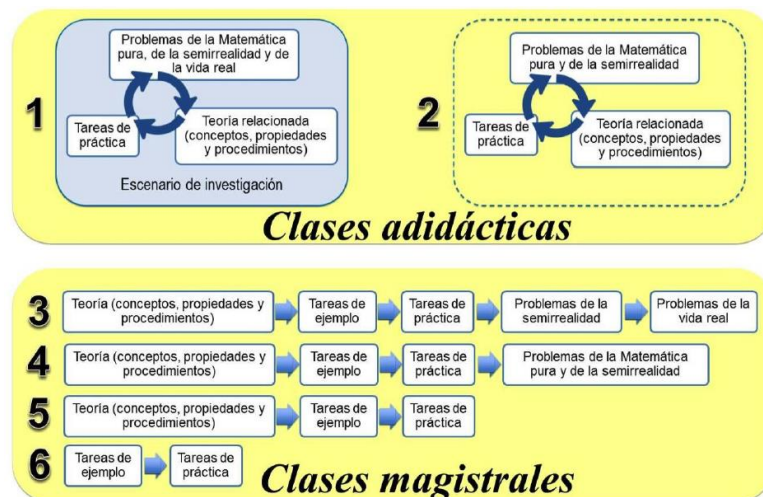 1
Problemas de la Matemática
pura, de la semirrealidad y de
la vida real
Tareas de
práctica
Teoría relacionada
(conceptos, propiedades
y procedimientos)
Escenario de investigación
2
Problemas de la Matemática
pura y de la semirrealidad
Tareas de
práctica
Teoría relacionada
(conceptos, propiedades
y procedimientos)
Clases adidácticas
3
Teoría (conceptos, propiedades y
procedimientos)
Tareas de
ejemplo
Tareas de
práctica
Problemas de la
semirrealidad
Problemas de la
vida real
4
Teoría (conceptos, propiedades y
procedimientos)
Tareas de
ejemplo
Tareas de
práctica
Problemas de la Matemática
pura y de la semirrealidad
5
Teoría (conceptos, propiedades y
procedimientos)
Tareas de
ejemplo
Tareas de
práctica
6
Tareas de
ejemplo
Tareas de
práctica
Clases magistrales